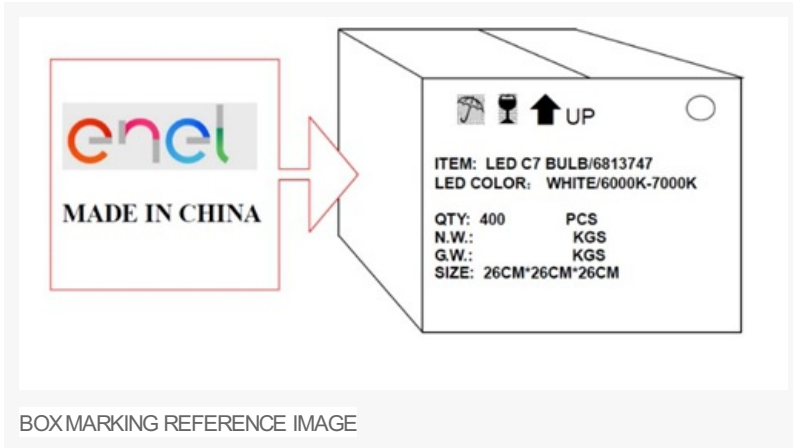 enel
MADE IN CHINA
UP
ITEM: LED C7 BULB/6813747
LED COLOR: WHITE/6000K-7000K
QTY: 400 PCS
N.W.: KGS
G.W.: KGS
SIZE: 26CM*26CM*26CM
BOX MARKING REFERENCE IMAGE